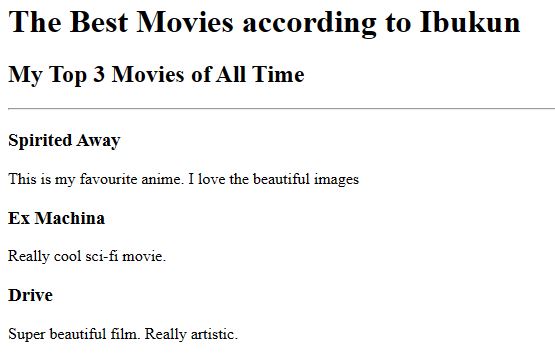 The Best Movies according to Ibukun
My Top 3 Movies of All Time
Spirited Away
This is my favourite anime. I love the beautiful images
Ex Machina
Really cool sci-fi movie.
Drive
Super beautiful film. Really artistic.